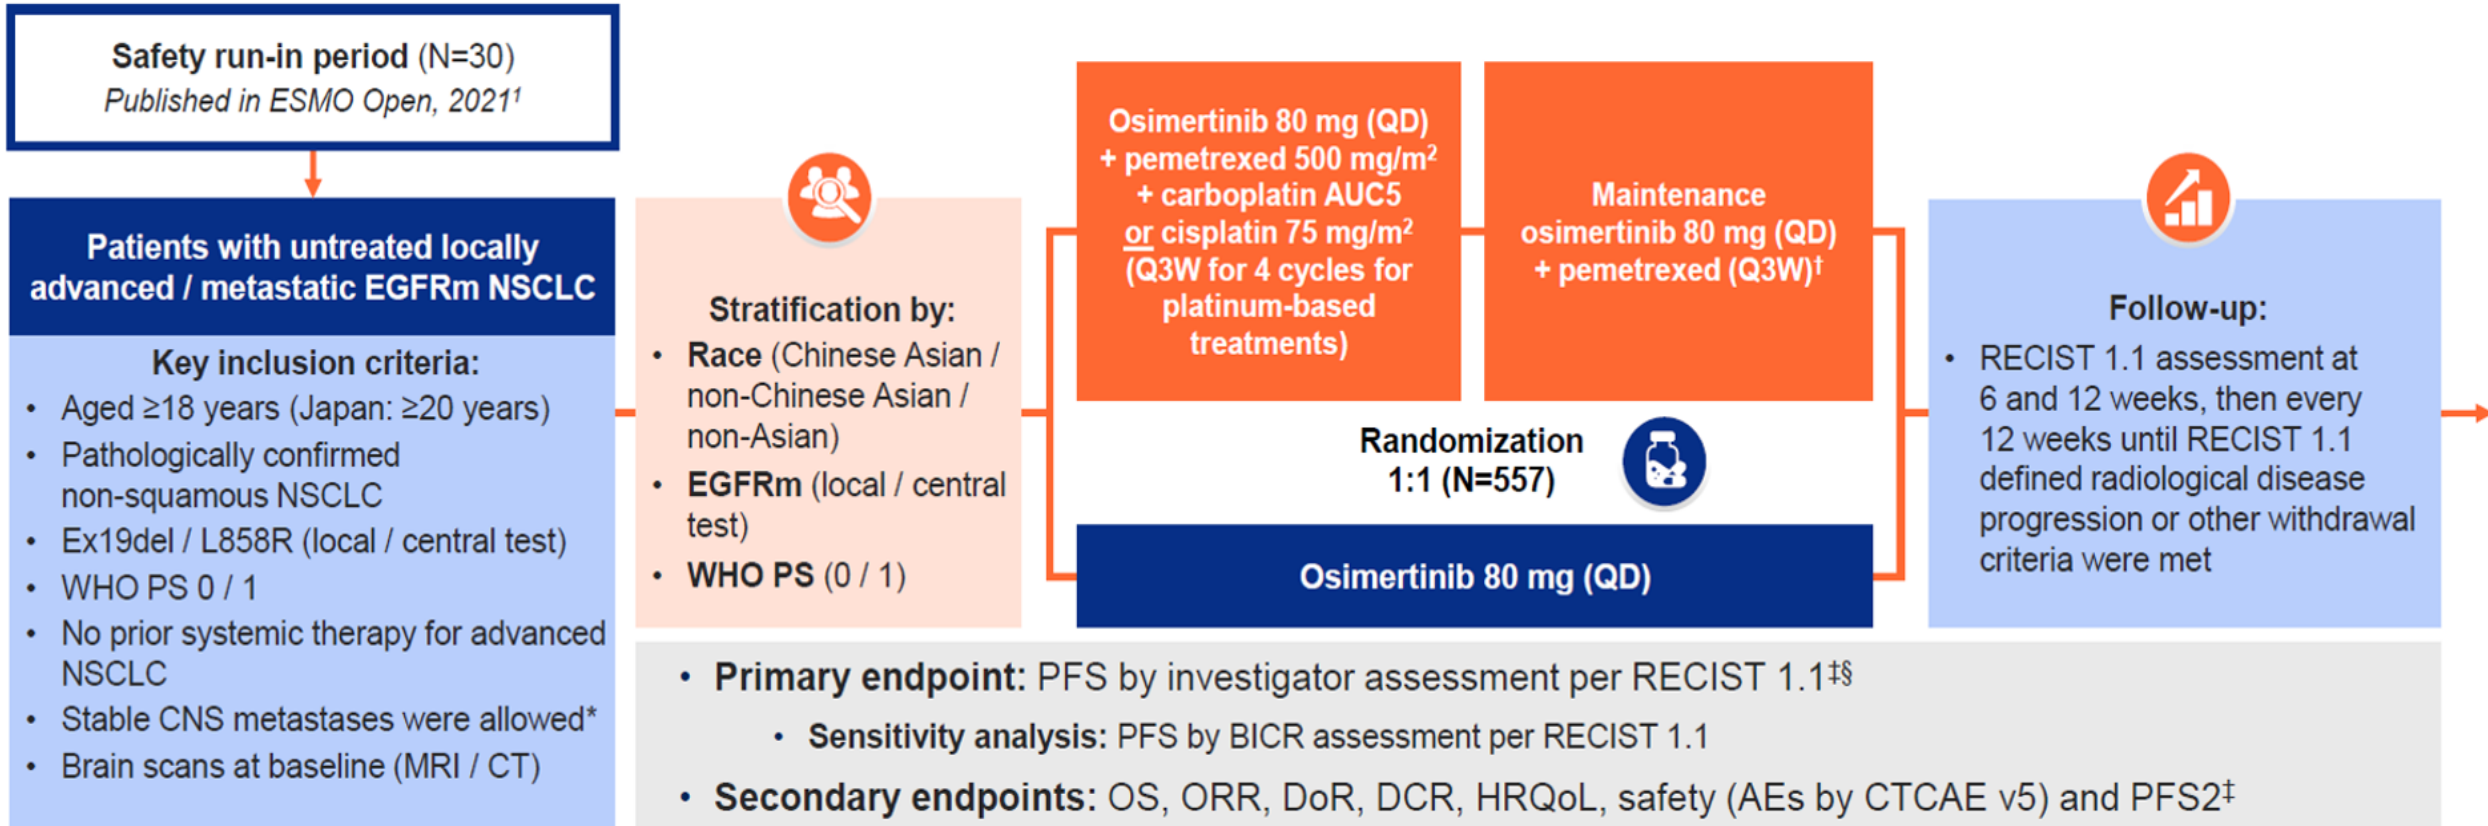 Safety run-in period (N=30)
Published in ESMO Open, 2021¹
Patients with untreated locally
advanced / metastatic EGFRm NSCLC
Key inclusion criteria:
• Aged ≥18 years (Japan: ≥20 years)
• Pathologically confirmed
non-squamous NSCLC
• Ex19del / L858R (local / central test)
• WHO PS 0 / 1
• No prior systemic therapy for advanced
NSCLC
• Stable CNS metastases were allowed*
• Brain scans at baseline (MRI / CT)
Stratification by:
• Race (Chinese Asian /
non-Chinese Asian /
non-Asian)
• EGFRm (local / central
test)
• WHO PS (0 / 1)
Osimertinib 80 mg (QD)
+ pemetrexed 500 mg/m²
+ carboplatin AUC5
or cisplatin 75 mg/m²
(Q3W for 4 cycles for
platinum-based
treatments)
Maintenance
osimertinib 80 mg (QD)
+ pemetrexed (Q3W)†
Randomization
1:1 (N=557)
Osimertinib 80 mg (QD)
Follow-up:
• RECIST 1.1 assessment at
6 and 12 weeks, then every
12 weeks until RECIST 1.1
defined radiological disease
progression or other withdrawal
criteria were met
• Primary endpoint: PFS by investigator assessment per RECIST 1.1‡§
• Sensitivity analysis: PFS by BICR assessment per RECIST 1.1
• Secondary endpoints: OS, ORR, DoR, DCR, HRQoL, safety (AEs by CTCAE v5) and PFS2‡